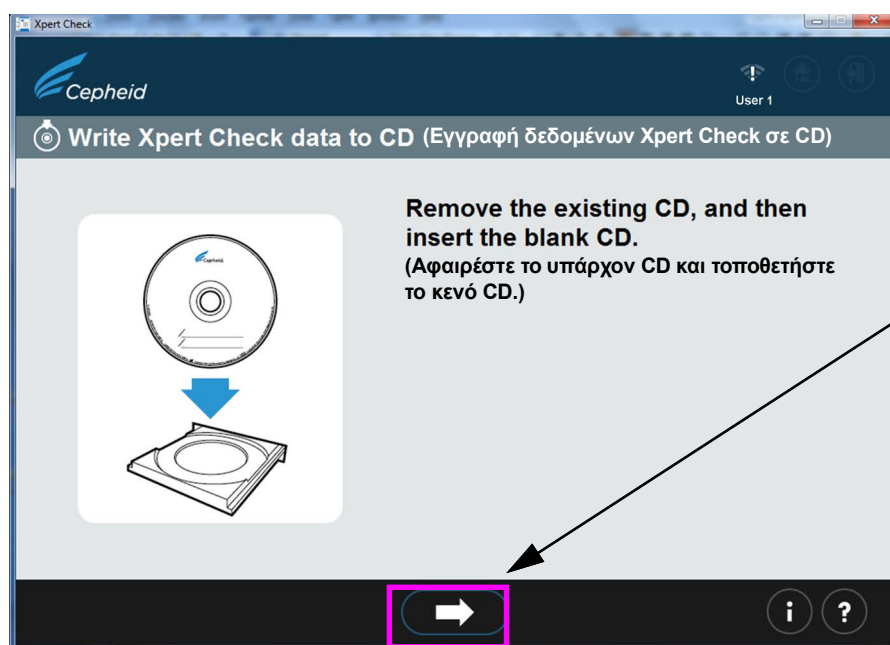 Xpert Check
Cepheid
User 1
Write Xpert Check data to CD (Εγγραφή δεδομένων Xpert Check σε CD)
Remove the existing CD, and then
insert the blank CD.
(Αφαιρέστε το υπάρχον CD και τοποθετήστε
το κενό CD.)
Cepheid
i ?